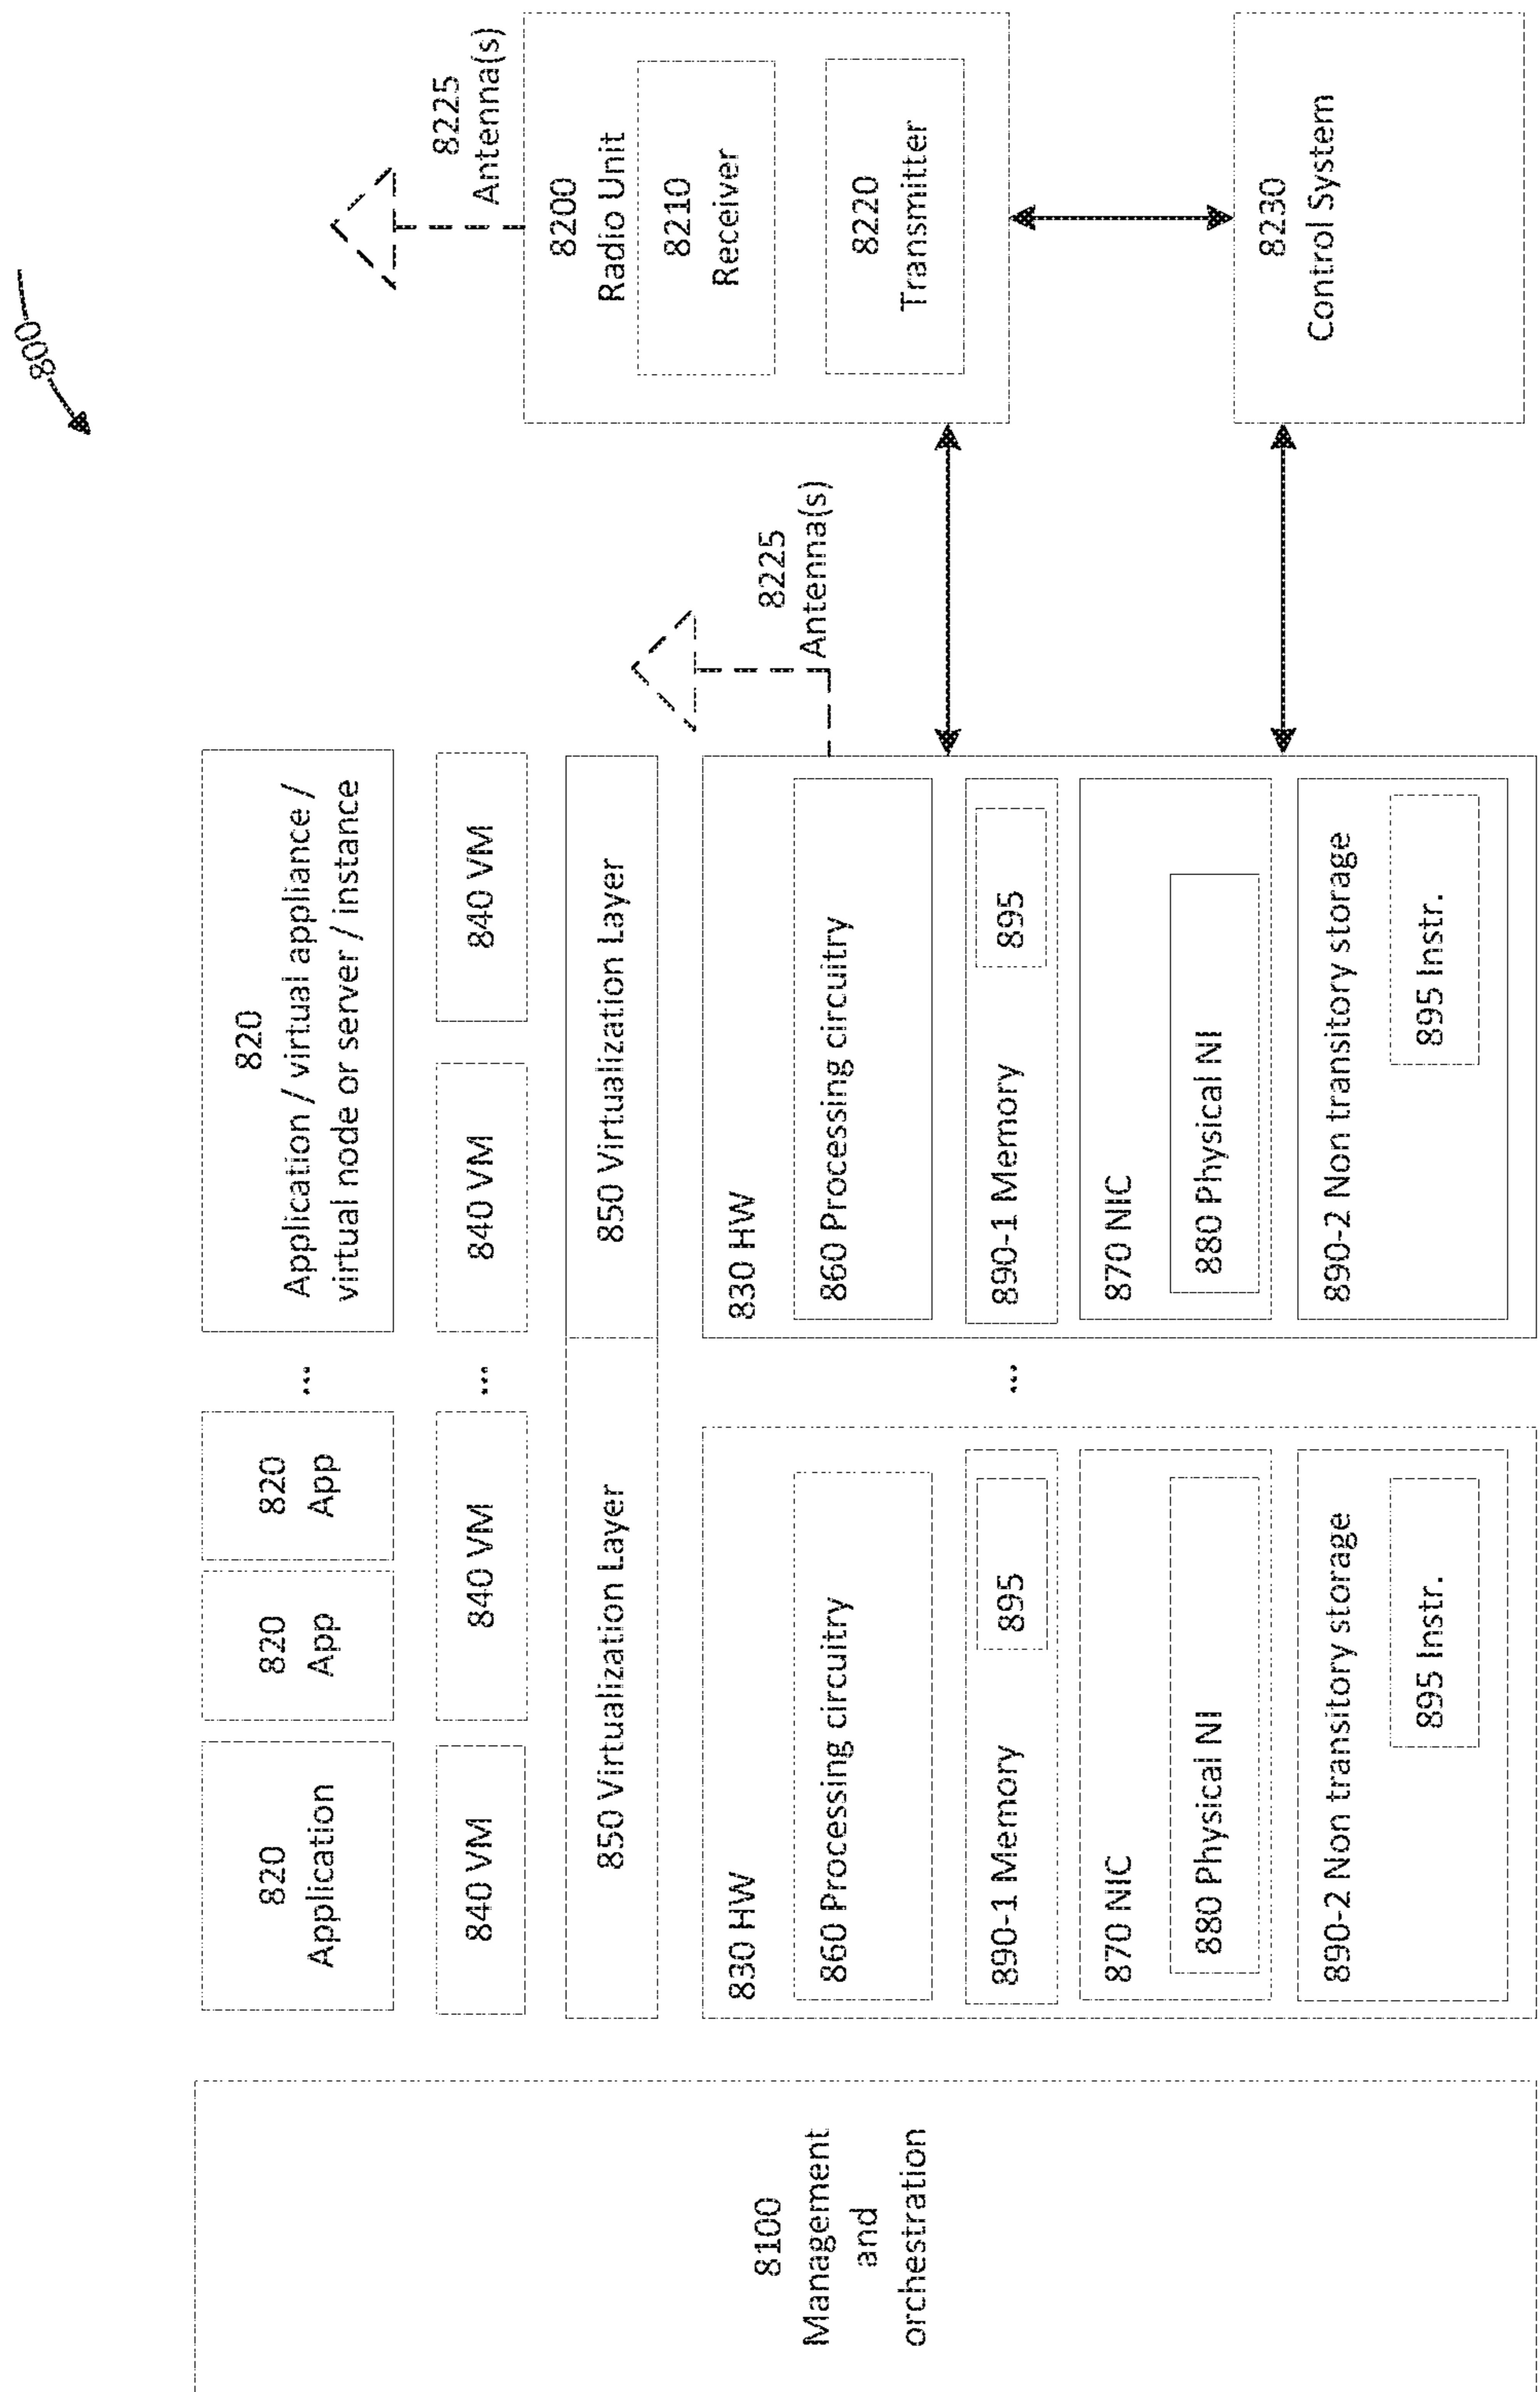 800
8100
Management
and
orchestration
820
Application
820
App
820
App
...
820
Application / virtual appliance /
virtual node or server / instance
840 VM
840 VM
...
840 VM
840 VM
850 Virtualization Layer
850 Virtualization Layer
830 HW
860 Processing circuitry
890-1 Memory
895
870 NIC
880 Physical NI
890-2 Non transitory storage
895 Instr.
...
830 HW
860 Processing circuitry
890-1 Memory
895
870 NIC
880 Physical NI
890-2 Non transitory storage
895 Instr.
8225
Antenna(s)
8225
Antenna(s)
8200
Radio Unit
8210
Receiver
8220
Transmitter
8230
Control System